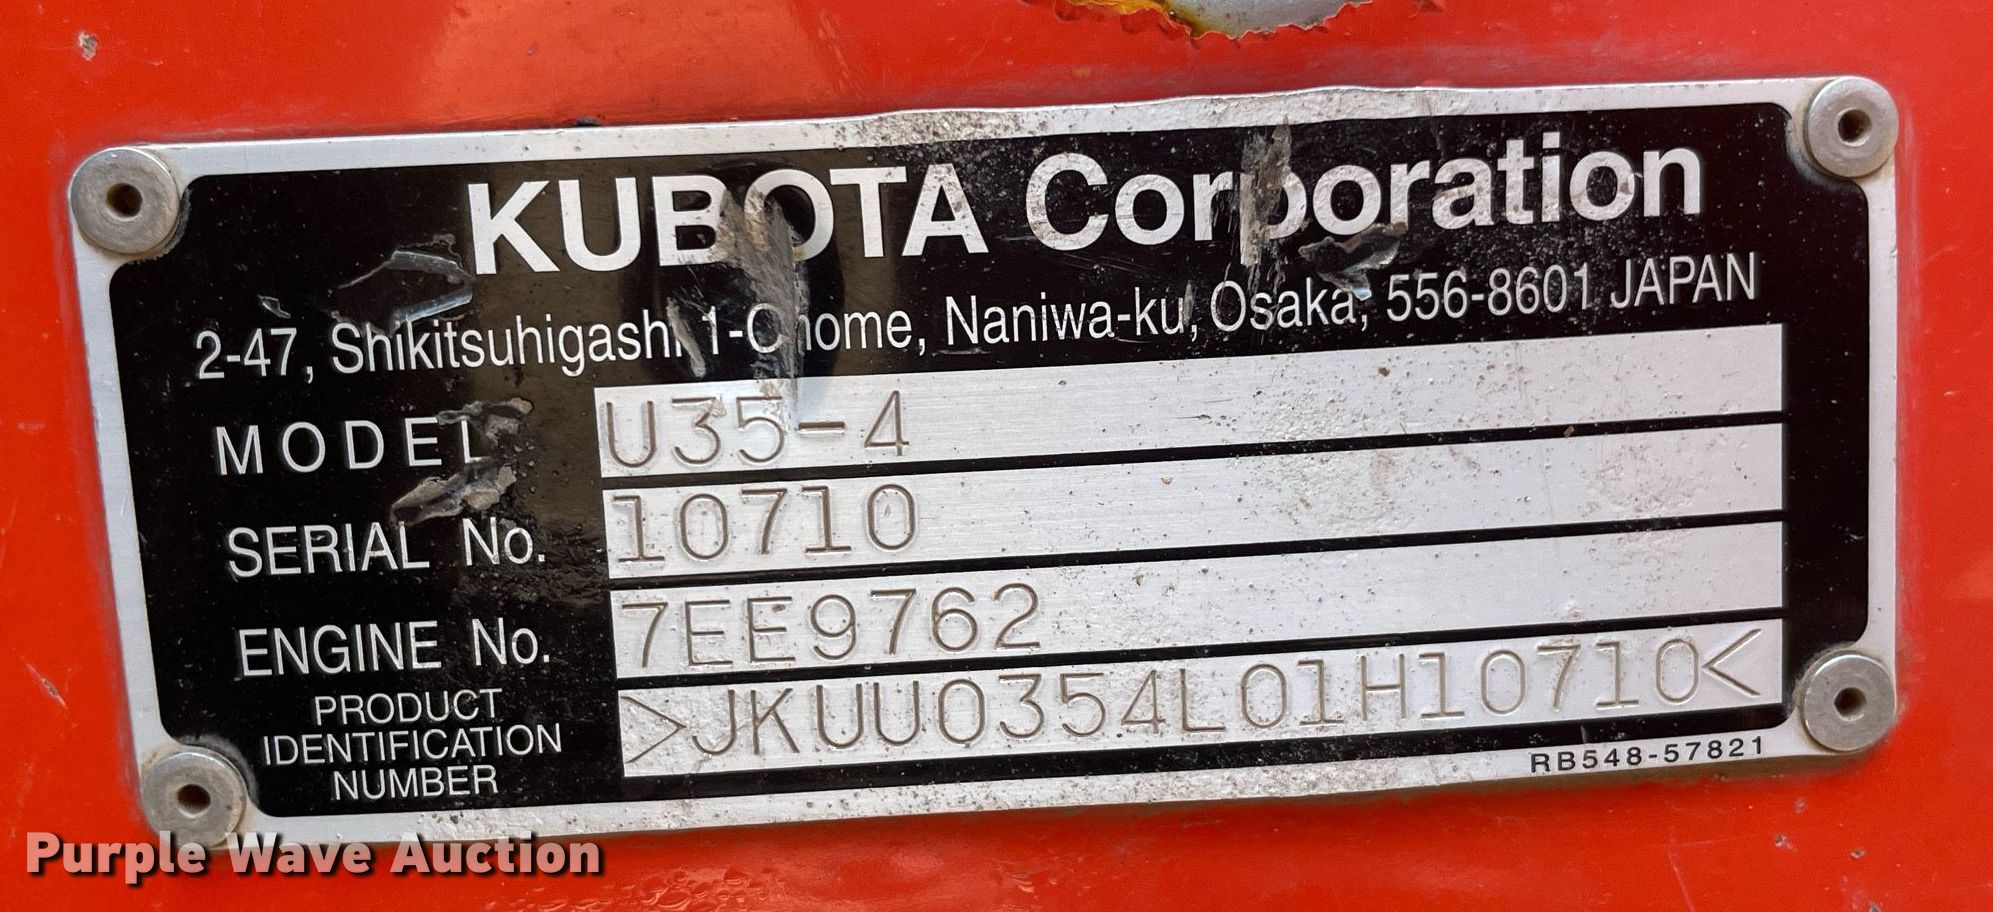 KUBOTA Corporation
2-47, Shikitsuhigashi 1-Chome, Naniwa-ku, Osaka, 556-8601 JAPAN
MODEL U35-4
SERIAL No. 10710
ENGINE No. 7EE9762
PRODUCT
IDENTIFICATION
NUMBER
>JKUU0354L01H10710<
RB548-57821
Purple Wave Auction